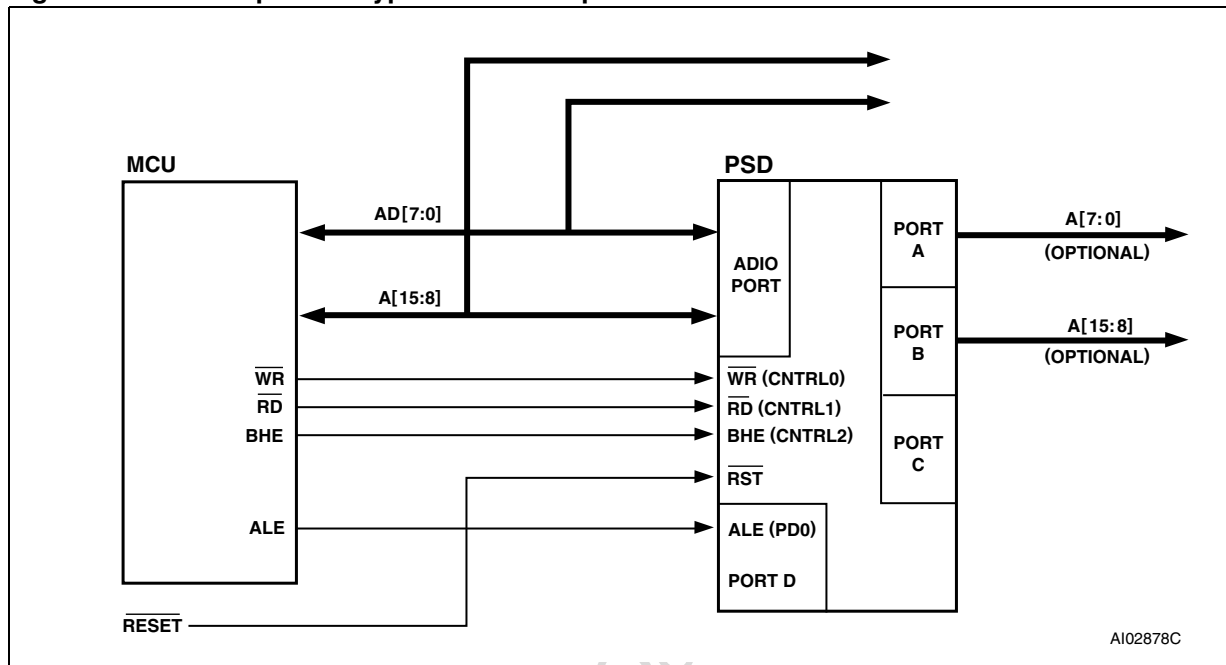 MCU
PSD
AD[7:0]
A[15:8]
ADIO
PORT
PORT
A
A[7:0]
(OPTIONAL)
PORT
B
A[15:8]
(OPTIONAL)
PORT
C
WR
WR (CNTRL0)
RD
RD (CNTRL1)
BHE
BHE (CNTRL2)
RST
ALE
ALE (PD0)
PORT D
RESET
AI02878C